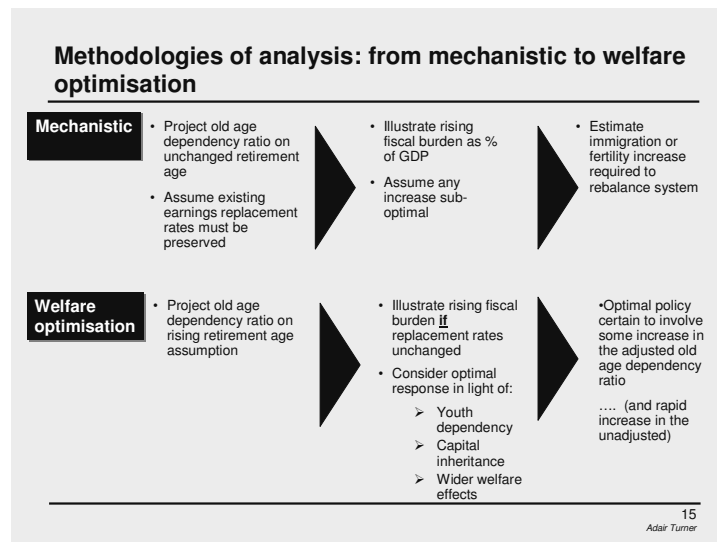 Methodologies of analysis: from mechanistic to welfare
optimisation
Mechanistic
• Project old age
dependency ratio on
unchanged retirement
age
• Assume existing
earnings replacement
rates must be
preserved
• Illustrate rising
fiscal burden as %
of GDP
• Assume any
increase sub-
optimal
• Estimate
immigration or
fertility increase
required to
rebalance system
Welfare
optimisation
• Project old age
dependency ratio on
rising retirement age
assumption
• Illustrate rising fiscal
burden if
replacement rates
unchanged
• Consider optimal
response in light of:
➢ Youth
dependency
➢ Capital
inheritance
➢ Wider welfare
effects
•Optimal policy
certain to involve
some increase in
the adjusted old
age dependency
ratio
…. (and rapid
increase in the
unadjusted)
15
Adair Turner